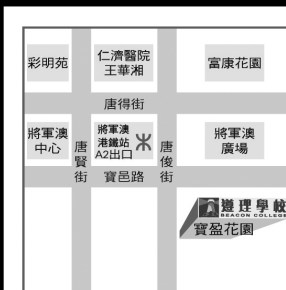 彩明苑
仁濟醫院
王華湘
富康花園
唐得街
將軍澳
中心
唐賢街
將軍澳
港鐵站
A2出口
唐俊街
將軍澳
廣場
寶邑路
遵理學校
BEACON COLLEGE
寶盈花園